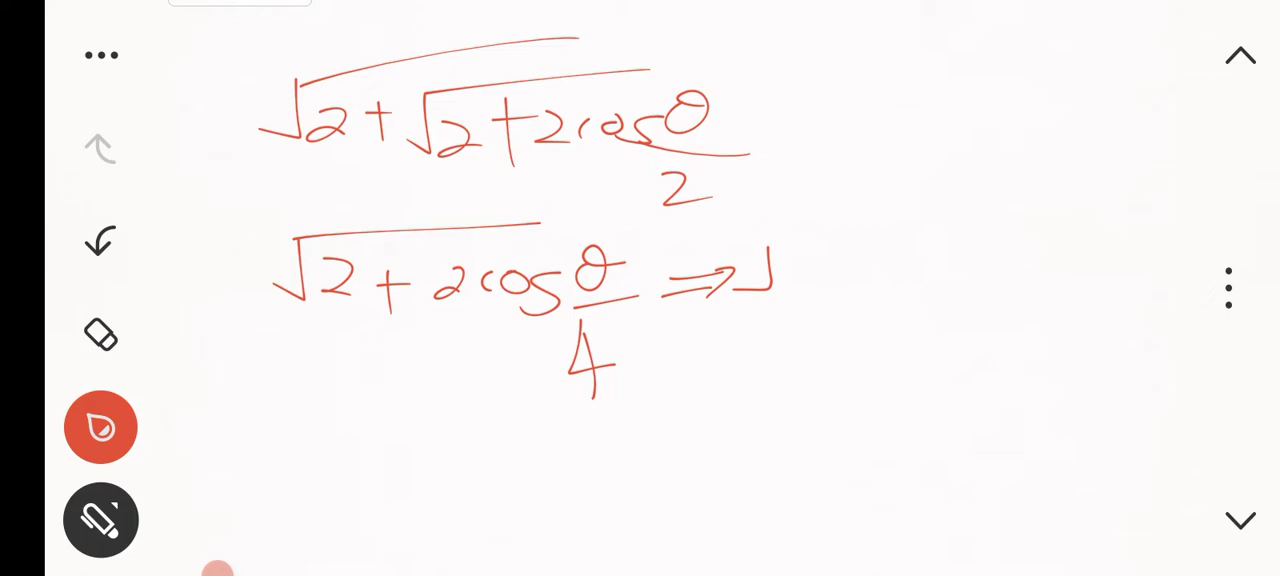 √2 + √2 + 2cos θ/2
√2 + 2cos θ/4 ⇒ √